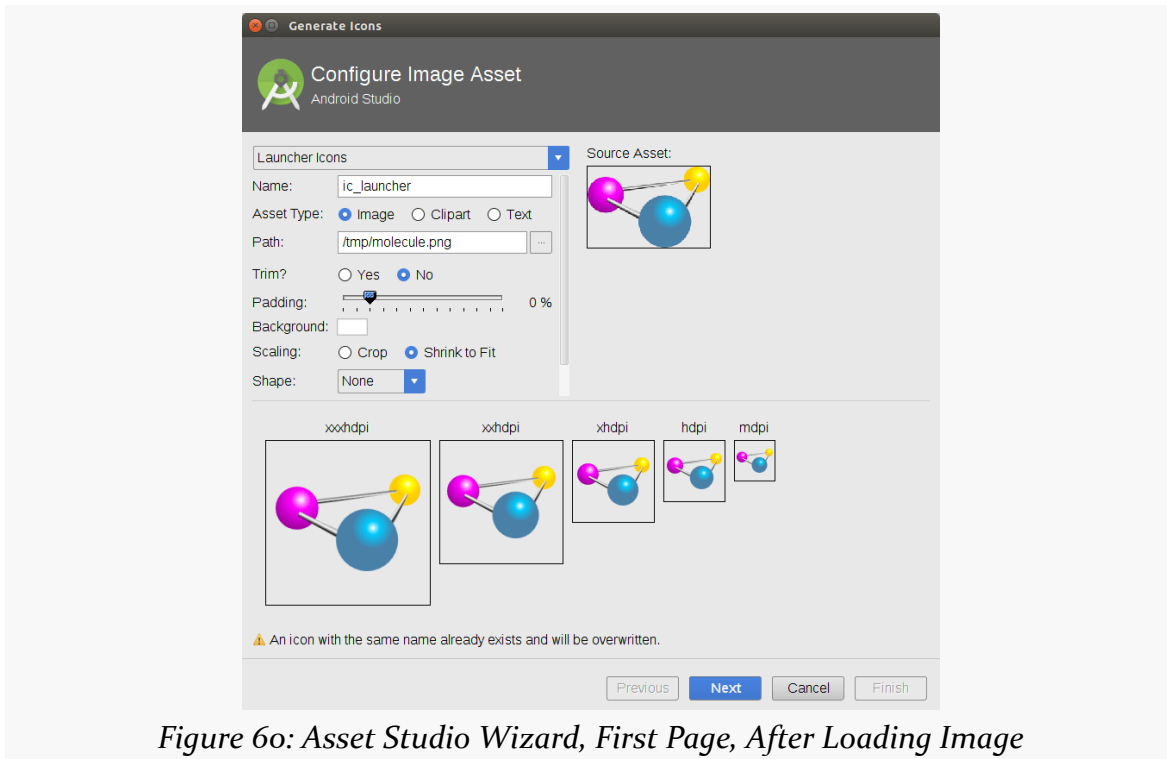 Generate Icons
Configure Image Asset
Android Studio
Launcher Icons
Source Asset:
Name: ic_launcher
Asset Type: Image Clipart Text
Path: /tmp/molecule.png ...
Trim? Yes No
Padding: 0 %
Background:
Scaling: Crop Shrink to Fit
Shape: None
xxxhdpi xxhdpi xhdpi hdpi mdpi
An icon with the same name already exists and will be overwritten.
Previous Next Cancel Finish
Figure 60: Asset Studio Wizard, First Page, After Loading Image